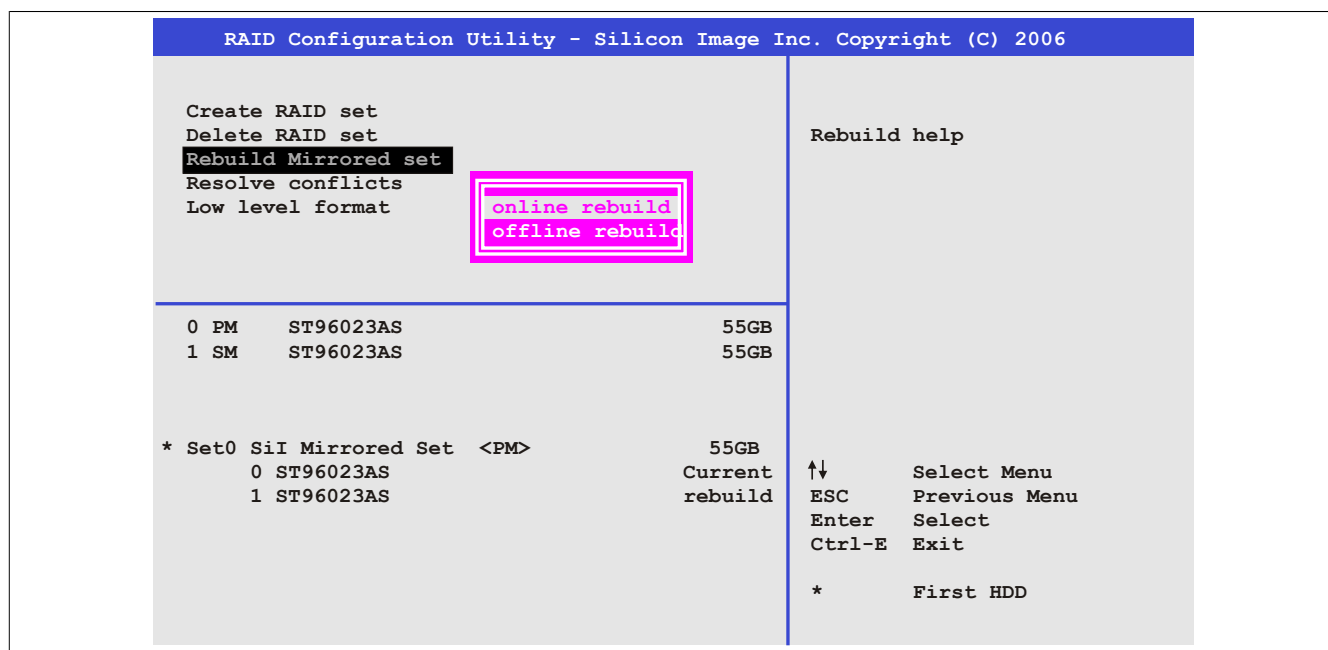 RAID Configuration Utility - Silicon Image Inc. Copyright (C) 2006
Create RAID set
Delete RAID set
Rebuild Mirrored set
Resolve conflicts
Low level format
online rebuild
offline rebuild
Rebuild help
0 PM ST96023AS 55GB
1 SM ST96023AS 55GB
* Set0 SiI Mirrored Set <PM> 55GB
0 ST96023AS Current
1 ST96023AS rebuild
↑↓ Select Menu
ESC Previous Menu
Enter Select
Ctrl-E Exit
* First HDD